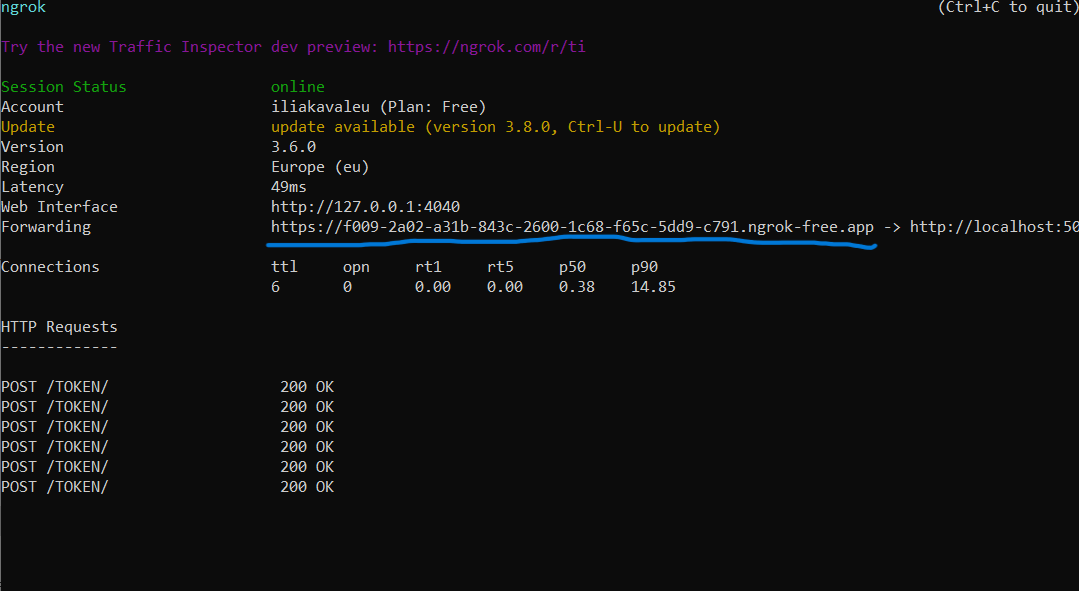 ngrok (Ctrl+C to quit)
Try the new Traffic Inspector dev preview: https://ngrok.com/r/ti
Session Status online
Account iliakavaleu (Plan: Free)
Update update available (version 3.8.0, Ctrl-U to update)
Version 3.6.0
Region Europe (eu)
Latency 49ms
Web Interface http://127.0.0.1:4040
Forwarding https://f009-2a02-a31b-843c-2600-1c68-f65c-5dd9-c791.ngrok-free.app -> http://localhost:50
Connections ttl opn rt1 rt5 p50 p90
6 0 0.00 0.00 0.38 14.85
HTTP Requests
-------------
POST /TOKEN/ 200 OK
POST /TOKEN/ 200 OK
POST /TOKEN/ 200 OK
POST /TOKEN/ 200 OK
POST /TOKEN/ 200 OK
POST /TOKEN/ 200 OK